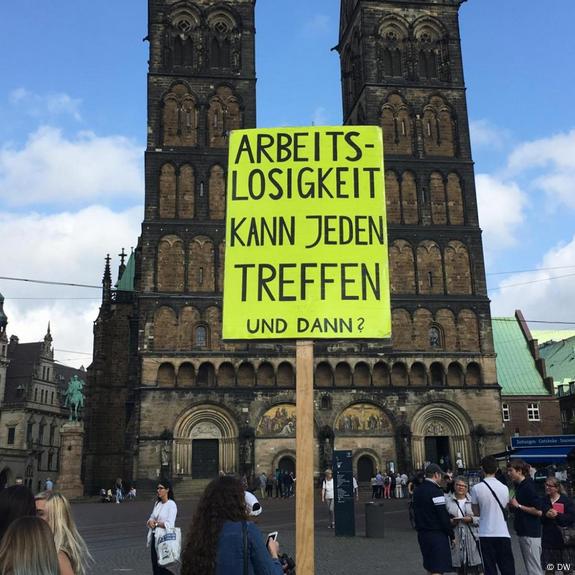 ARBEITS-
LOSIGKEIT
KANN JEDEN
TREFFEN
UND DANN?
© DW